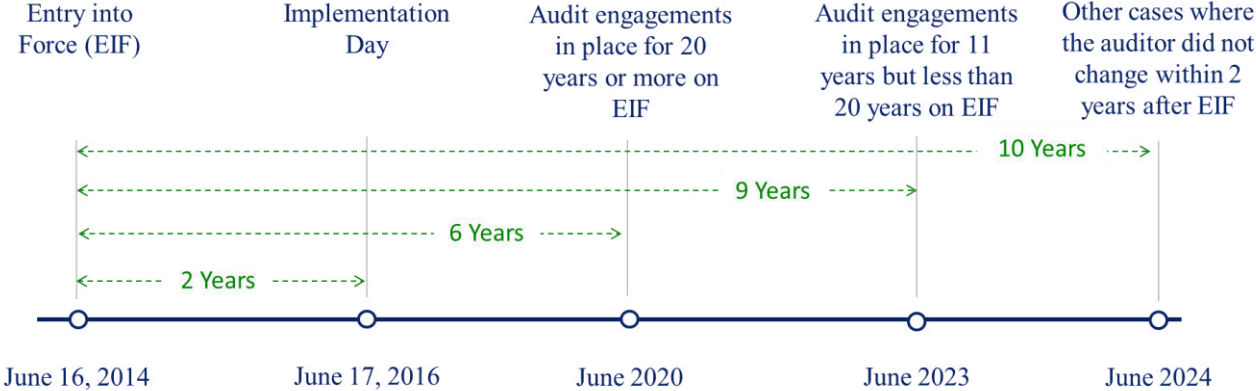 Entry into
Force (EIF)
Implementation
Day
Audit engagements
in place for 20
years or more on
EIF
Audit engagements
in place for 11
years but less than
20 years on EIF
Other cases where
the auditor did not
change within 2
years after EIF
10 Years
9 Years
6 Years
2 Years
June 16, 2014
June 17, 2016
June 2020
June 2023
June 2024